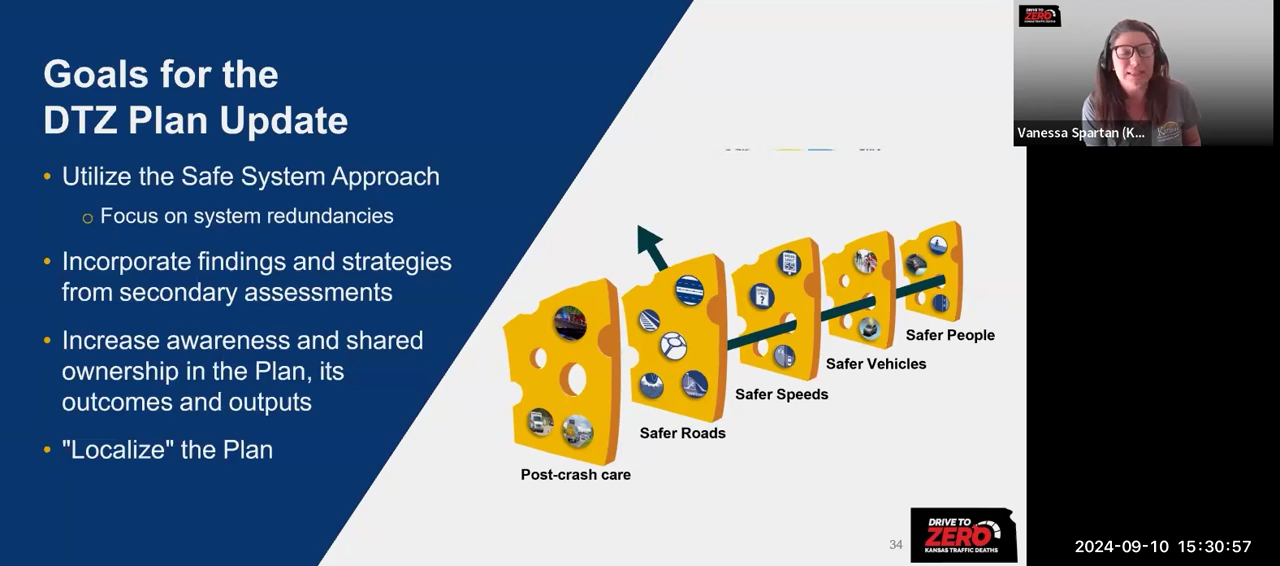 Goals for the
DTZ Plan Update
• Utilize the Safe System Approach
○ Focus on system redundancies
• Incorporate findings and strategies
from secondary assessments
• Increase awareness and shared
ownership in the Plan, its
outcomes and outputs
• "Localize" the Plan
Safer People
Safer Vehicles
Safer Speeds
Safer Roads
Post-crash care
34
DRIVE TO
ZERO
KANSAS TRAFFIC DEATHS
DRIVE TO
ZERO
KANSAS TRAFFIC DEATHS
Vanessa Spartan (K...
2024-09-10 15:30:57